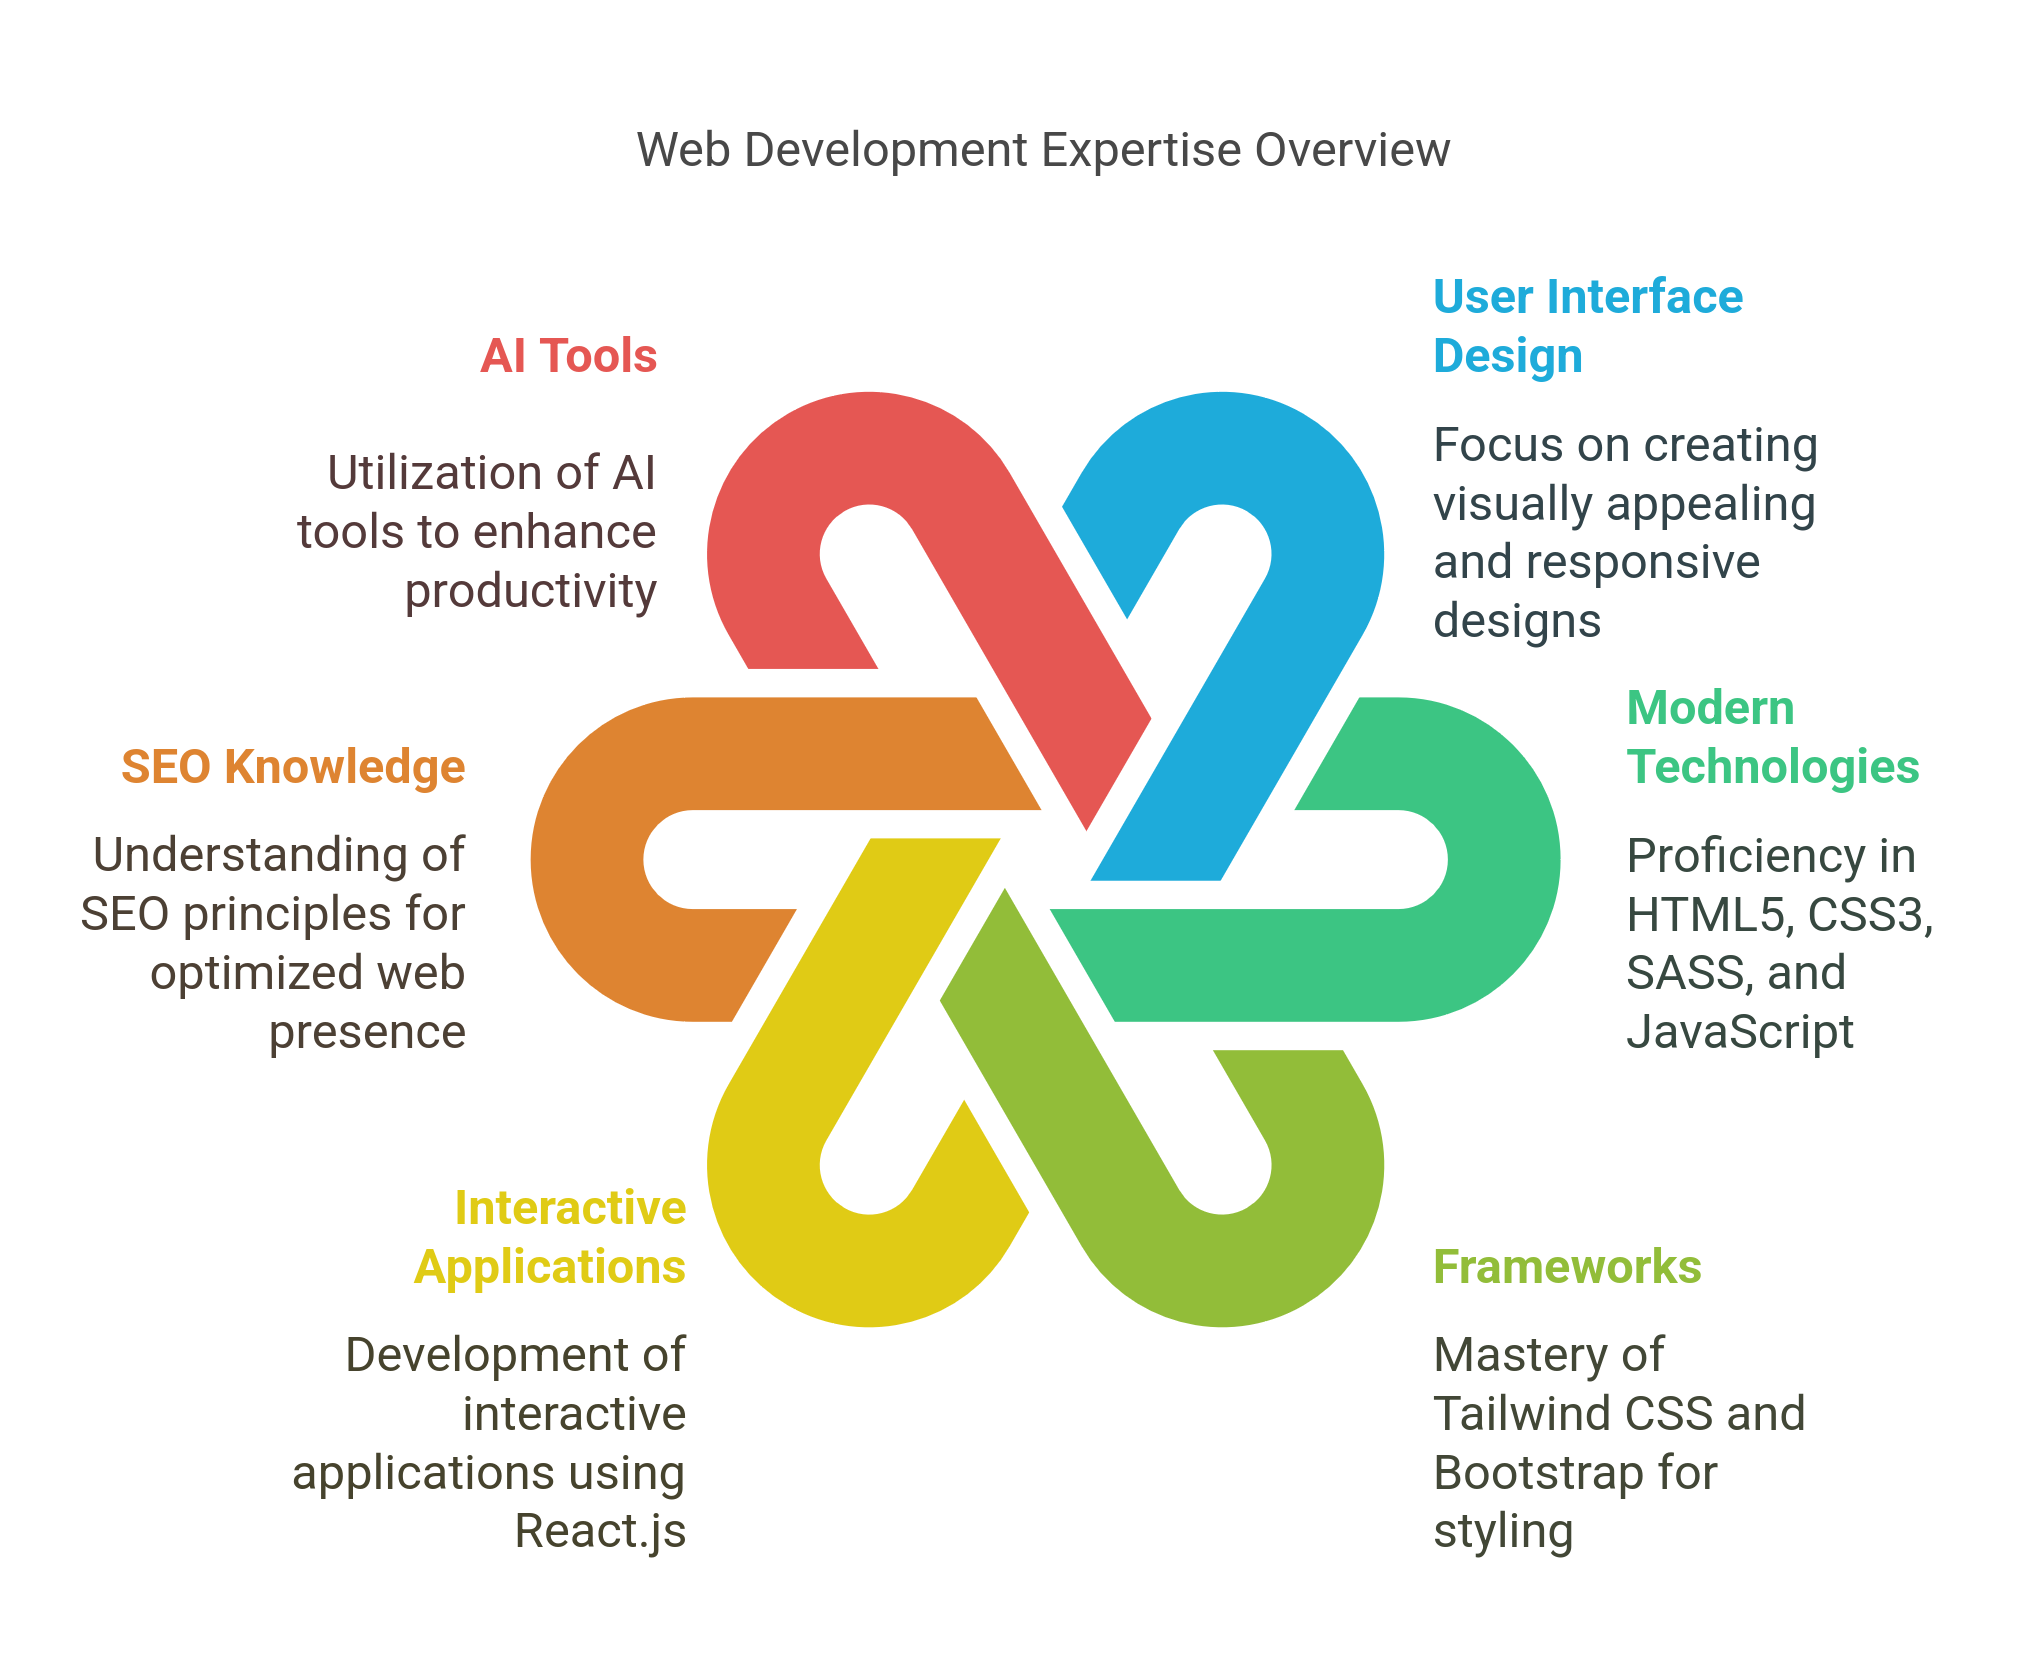 Web Development Expertise Overview
AI Tools
Utilization of AI
tools to enhance
productivity
User Interface
Design
Focus on creating
visually appealing
and responsive
designs
SEO Knowledge
Understanding of
SEO principles for
optimized web
presence
Modern
Technologies
Proficiency in
HTML5, CSS3,
SASS, and
JavaScript
Interactive
Applications
Development of
interactive
applications using
React.js
Frameworks
Mastery of
Tailwind CSS and
Bootstrap for
styling